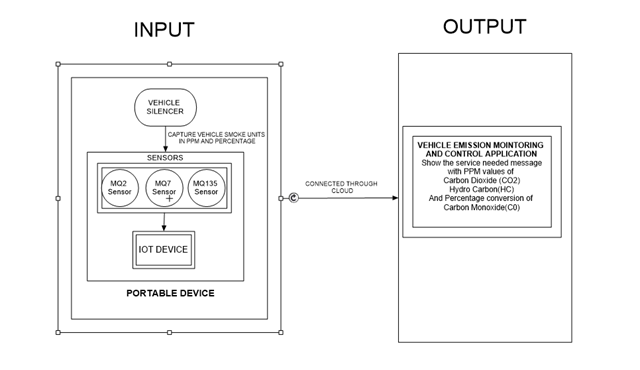 INPUT
OUTPUT
VEHICLE
SILENCER
CAPTURE VEHICLE SMOKE UNITS
IN PPM AND PERCENTAGE
SENSORS
MQ2
Sensor
MQ7
Sensor
MQ135
Sensor
IOT DEVICE
PORTABLE DEVICE
C
CONNECTED THROUGH
CLOUD
VEHICLE EMISSION MOINTORING
AND CONTROL APPLICATION
Show the service needed message
with PPM values of
Carbon Dioxide (CO2)
Hydro Carbon(HC)
And Percentage conversion of
Carbon Monoxide(C0)